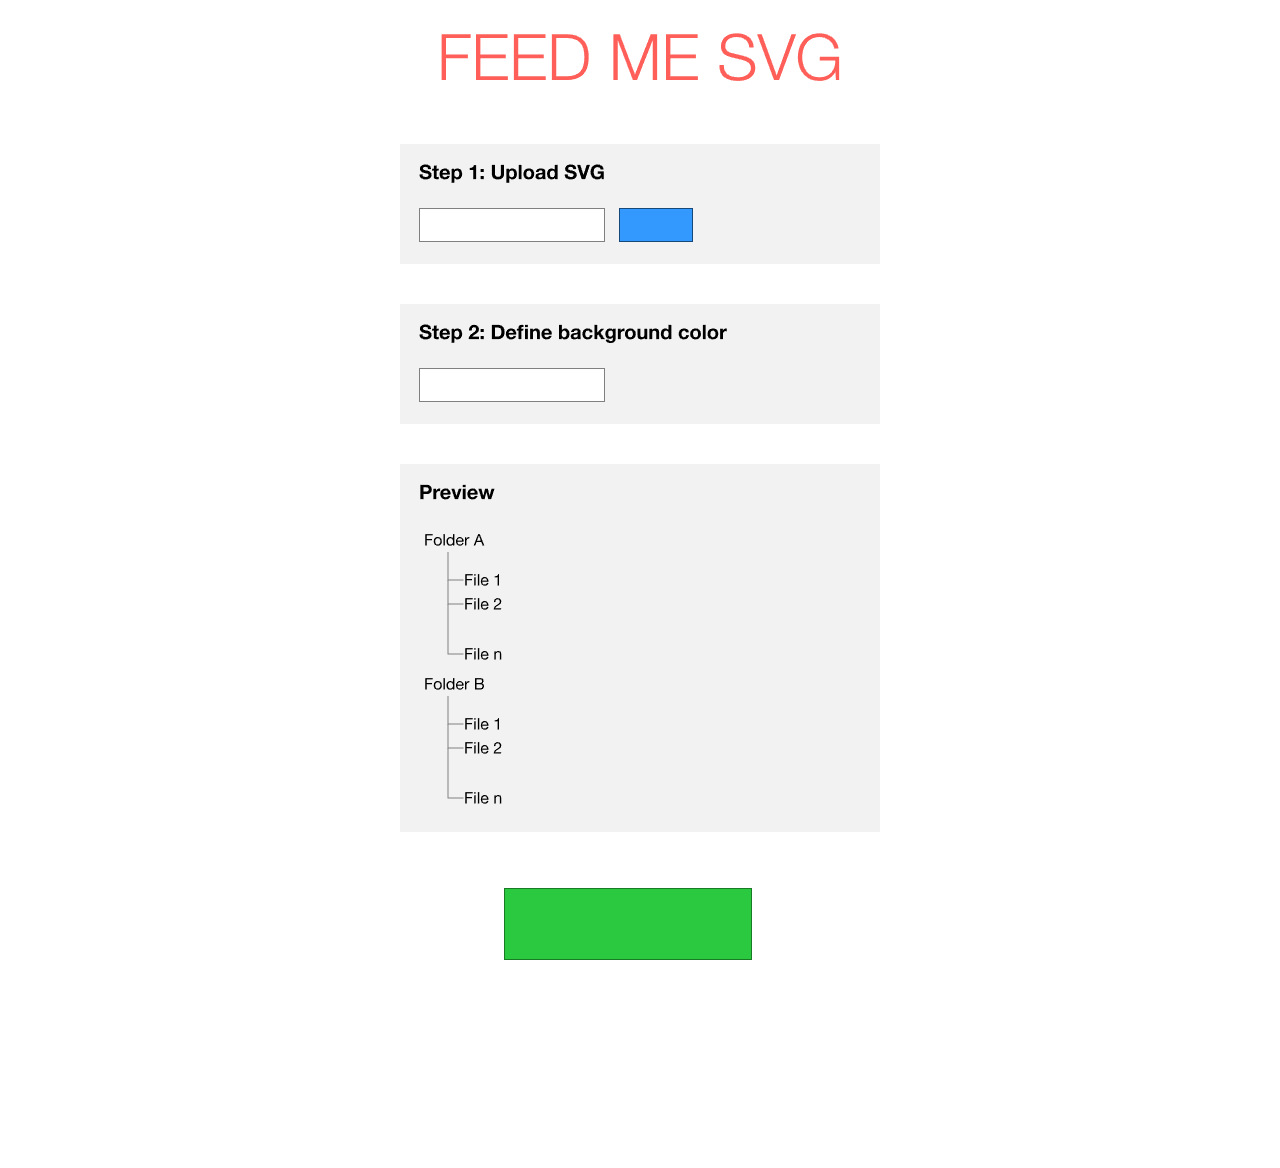 FEED ME SVG
Step 1: Upload SVG
Step 2: Define background color
Preview
Folder A
File 1
File 2
File n
Folder B
File 1
File 2
File n